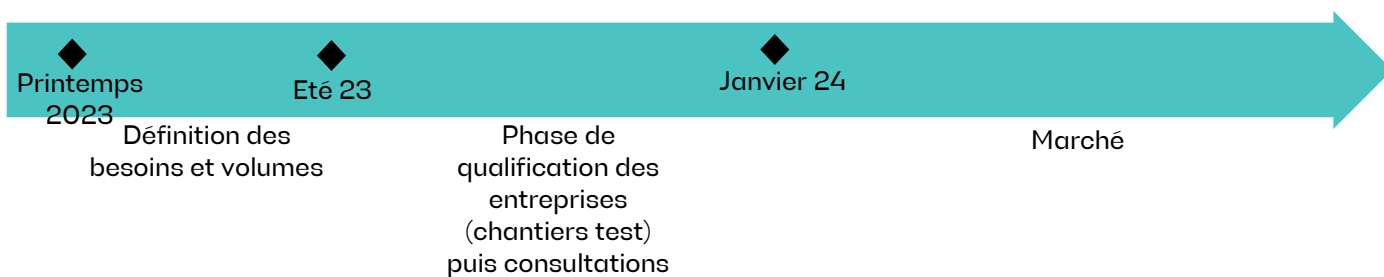 Printemps
2023
Eté 23
Janvier 24
Définition des
besoins et volumes
Phase de
qualification des
entreprises
(chantiers test)
puis consultations
Marché